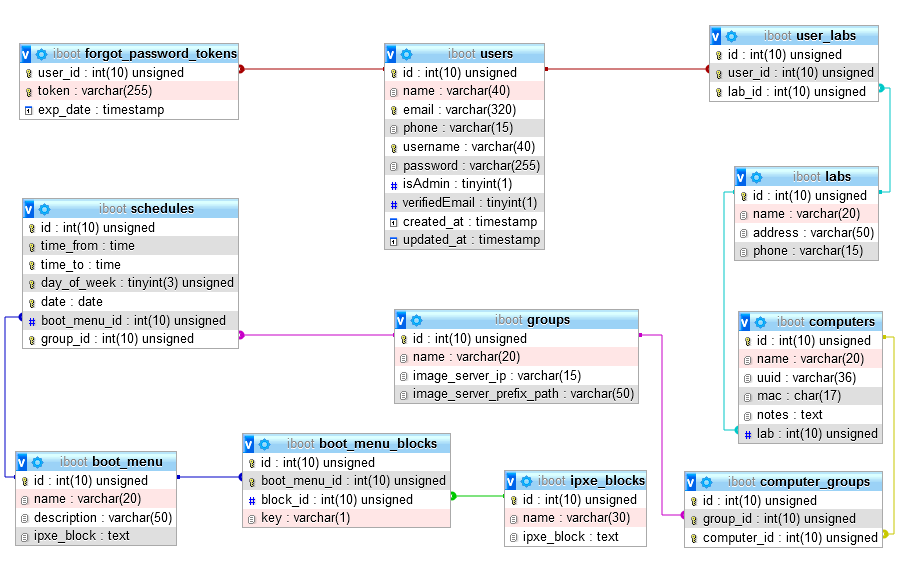 iboot forgot_password_tokens
user_id : int(10) unsigned
token : varchar(255)
exp_date : timestamp
iboot users
id : int(10) unsigned
name : varchar(40)
email : varchar(320)
phone : varchar(15)
username : varchar(40)
password : varchar(255)
isAdmin : tinyint(1)
verifiedEmail : tinyint(1)
created_at : timestamp
updated_at : timestamp
iboot user_labs
id : int(10) unsigned
user_id : int(10) unsigned
lab_id : int(10) unsigned
iboot labs
id : int(10) unsigned
name : varchar(20)
address : varchar(50)
phone : varchar(15)
iboot schedules
id : int(10) unsigned
time_from : time
time_to : time
day_of_week : tinyint(3) unsigned
date : date
boot_menu_id : int(10) unsigned
group_id : int(10) unsigned
iboot groups
id : int(10) unsigned
name : varchar(20)
image_server_ip : varchar(15)
image_server_prefix_path : varchar(50)
iboot computers
id : int(10) unsigned
name : varchar(20)
uuid : varchar(36)
mac : char(17)
notes : text
lab : int(10) unsigned
iboot boot_menu
id : int(10) unsigned
name : varchar(20)
description : varchar(50)
ipxe_block : text
iboot boot_menu_blocks
id : int(10) unsigned
boot_menu_id : int(10) unsigned
block_id : int(10) unsigned
key : varchar(1)
iboot ipxe_blocks
id : int(10) unsigned
name : varchar(30)
ipxe_block : text
iboot computer_groups
id : int(10) unsigned
group_id : int(10) unsigned
computer_id : int(10) unsigned